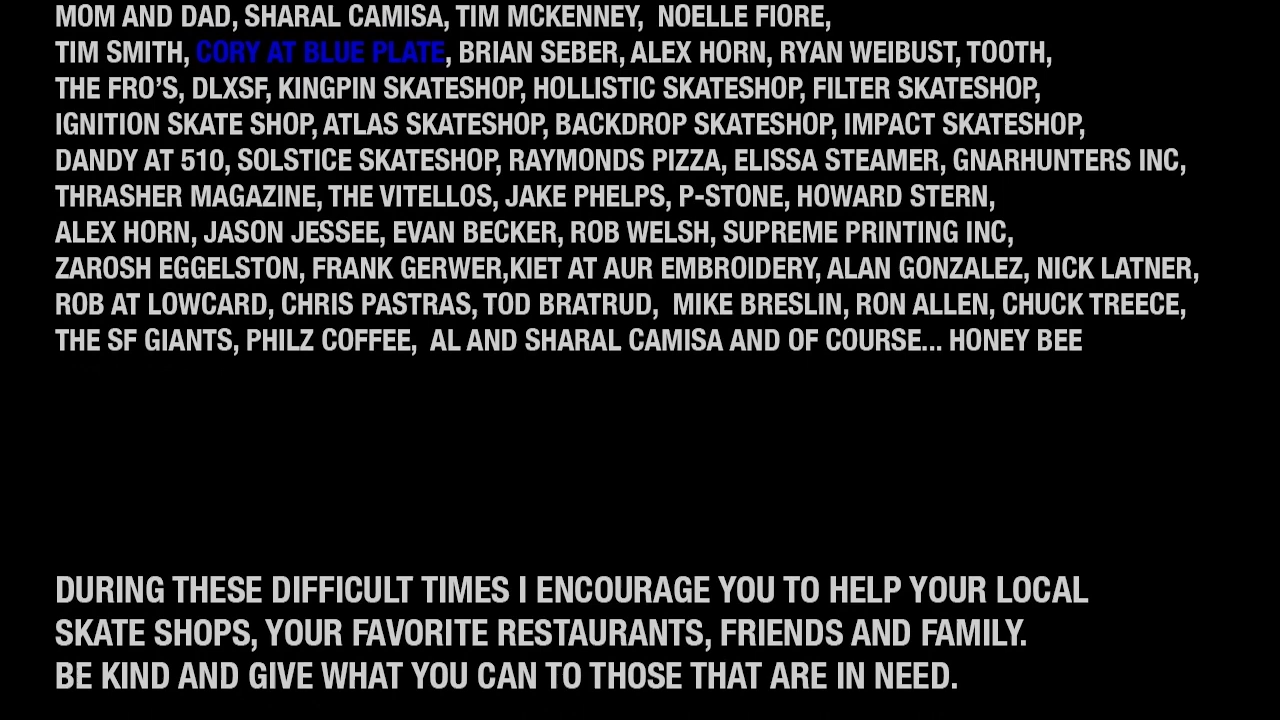 MOM AND DAD, SHARAL CAMISA, TIM MCKENNEY,  NOELLE FIORE,
TIM SMITH, CORY AT BLUE PLATE, BRIAN SEBER, ALEX HORN, RYAN WEIBUST, TOOTH,
THE FRO'S, DLXSF, KINGPIN SKATESHOP, HOLLISTIC SKATESHOP, FILTER SKATESHOP,
IGNITION SKATE SHOP, ATLAS SKATESHOP, BACKDROP SKATESHOP, IMPACT SKATESHOP,
DANDY AT 510, SOLSTICE SKATESHOP, RAYMONDS PIZZA, ELISSA STEAMER, GNARHUNTERS INC,
THRASHER MAGAZINE, THE VITELLOS, JAKE PHELPS, P-STONE, HOWARD STERN,
ALEX HORN, JASON JESSEE, EVAN BECKER, ROB WELSH, SUPREME PRINTING INC,
ZAROSH EGGELSTON, FRANK GERWER,KIET AT AUR EMBROIDERY, ALAN GONZALEZ, NICK LATNER,
ROB AT LOWCARD, CHRIS PASTRAS, TOD BRATRUD,  MIKE BRESLIN, RON ALLEN, CHUCK TREECE,
THE SF GIANTS, PHILZ COFFEE,  AL AND SHARAL CAMISA AND OF COURSE... HONEY BEE
DURING THESE DIFFICULT TIMES I ENCOURAGE YOU TO HELP YOUR LOCAL
SKATE SHOPS, YOUR FAVORITE RESTAURANTS, FRIENDS AND FAMILY.
BE KIND AND GIVE WHAT YOU CAN TO THOSE THAT ARE IN NEED.